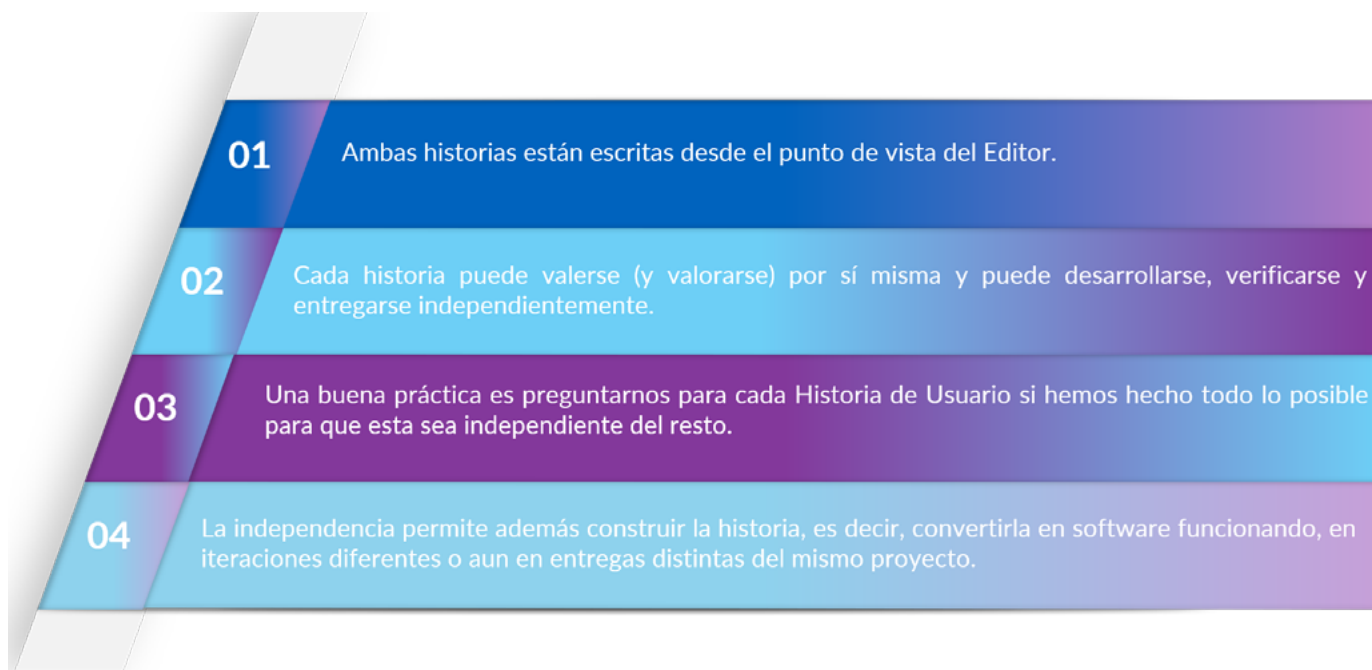 01
Ambas historias están escritas desde el punto de vista del Editor.
02
Cada historia puede valerse (y valorarse) por sí misma y puede desarrollarse, verificarse y
entregarse independientemente.
03
Una buena práctica es preguntarnos para cada Historia de Usuario si hemos hecho todo lo posible
para que esta sea independiente del resto.
04
La independencia permite además construir la historia, es decir, convertirla en software funcionando, en
iteraciones diferentes o aun en entregas distintas del mismo proyecto.